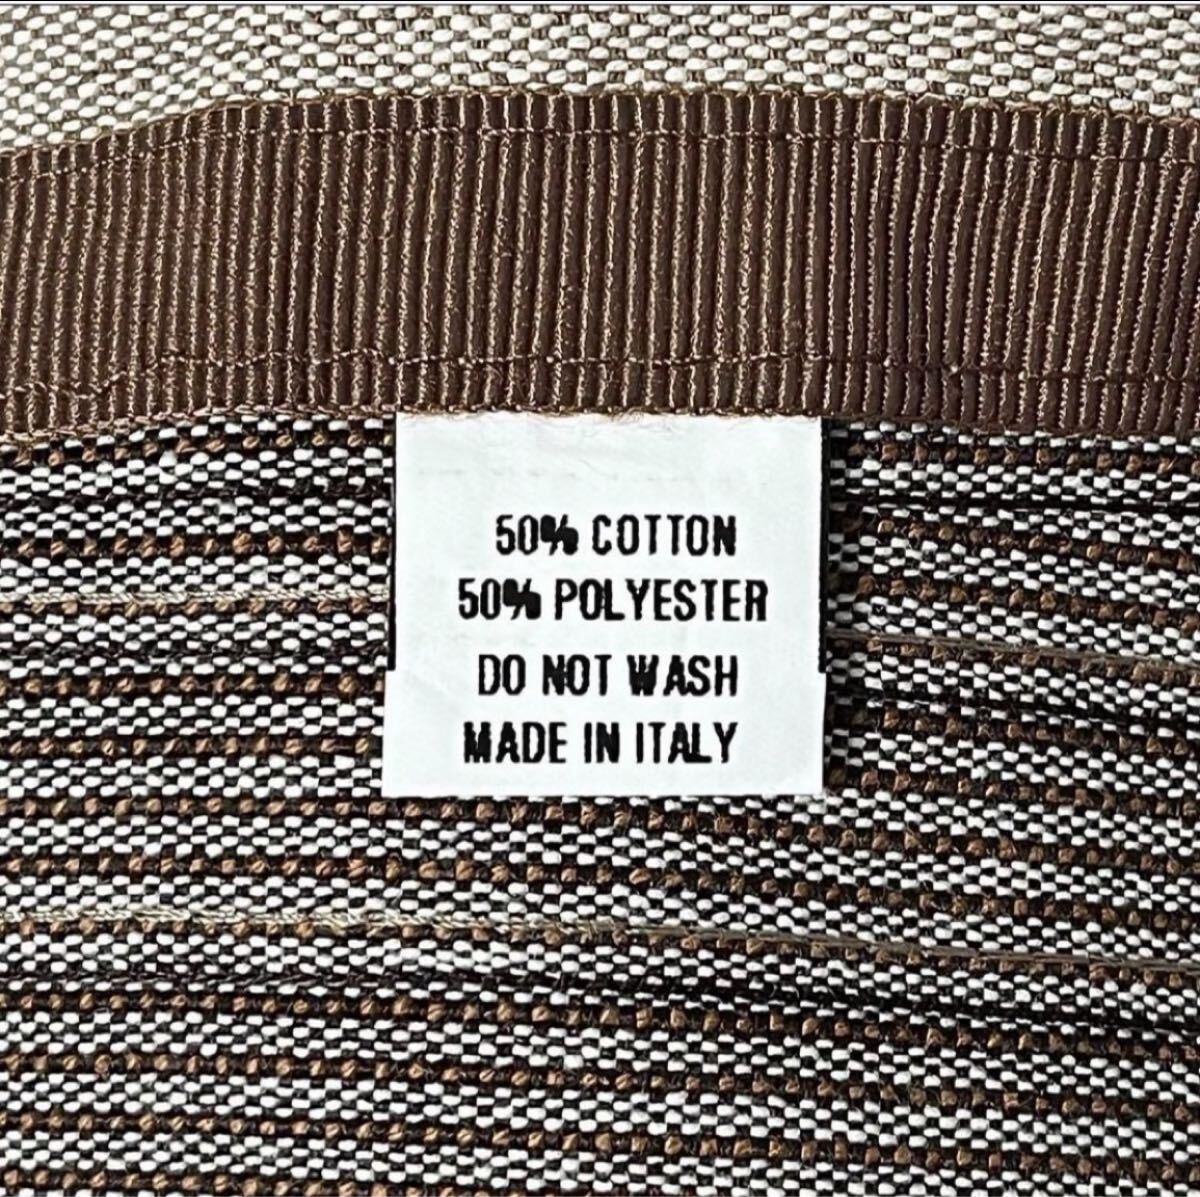 50% COTTON
50% POLYESTER
DO NOT WASH
MADE IN ITALY